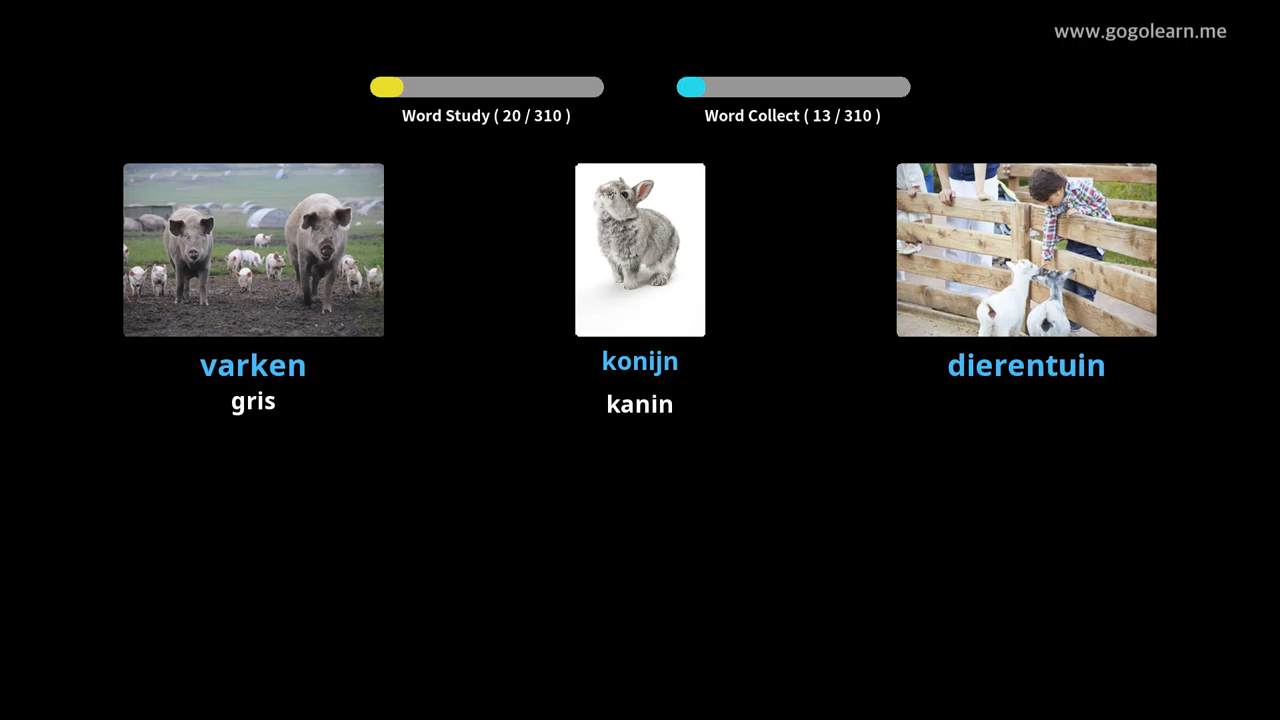 www.gogolearn.me
Word Study ( 20 / 310 )
Word Collect ( 13 / 310 )
varken
gris
konijn
kanin
dierentuin